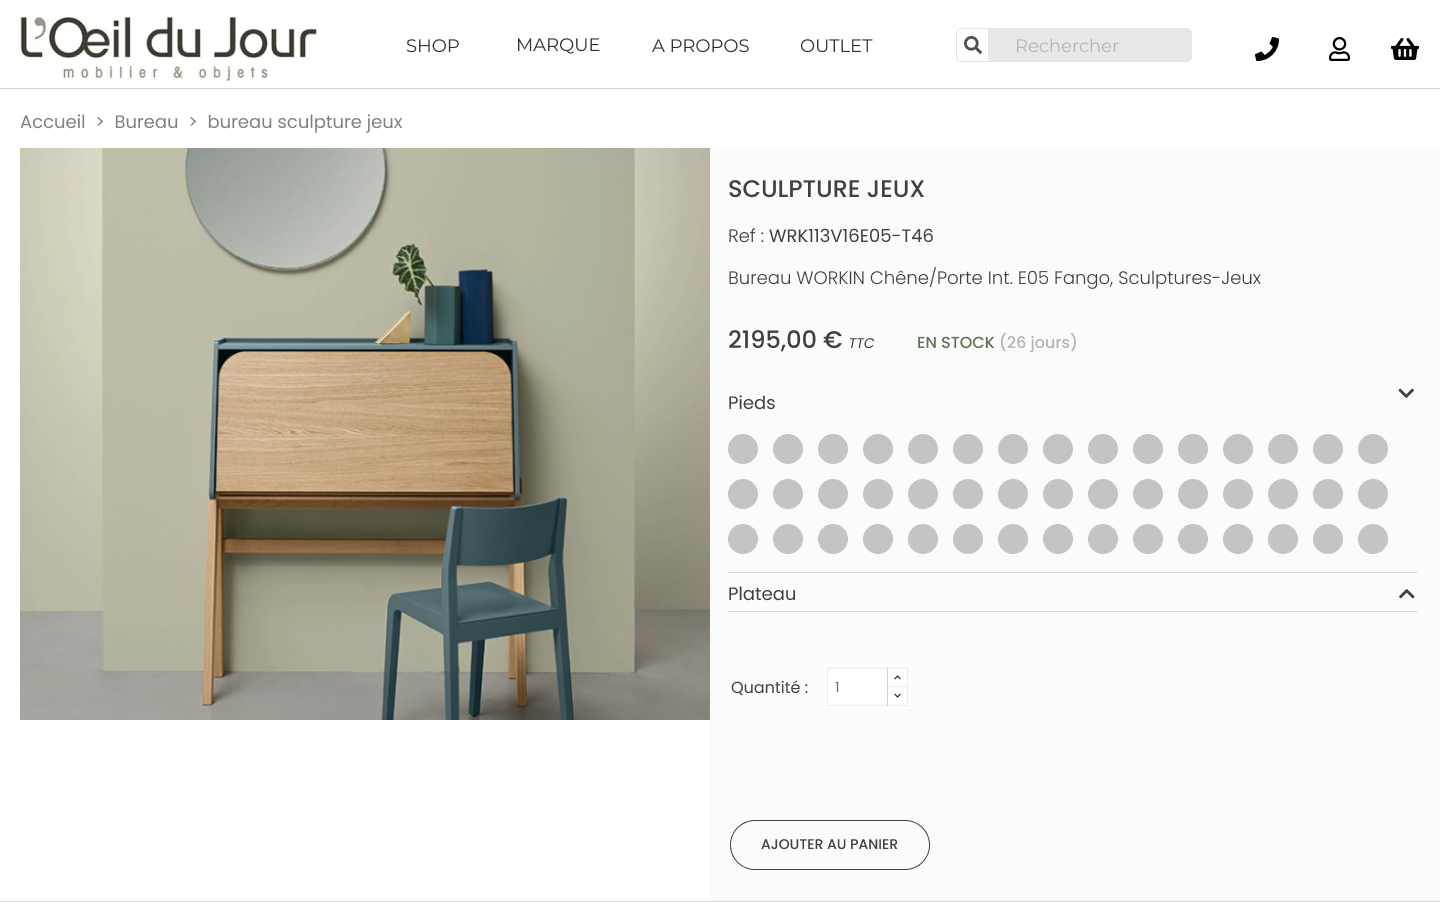 L'Œil du Jour
mobilier & objets
SHOP MARQUE A PROPOS OUTLET Rechercher
Accueil > Bureau > bureau sculpture jeux
SCULPTURE JEUX
Ref : WRK113V16E05-T46
Bureau WORKIN Chêne/Porte Int. E05 Fango, Sculptures-Jeux
2195,00 € TTC EN STOCK (26 jours)
Pieds
Plateau
Quantité : 1
AJOUTER AU PANIER